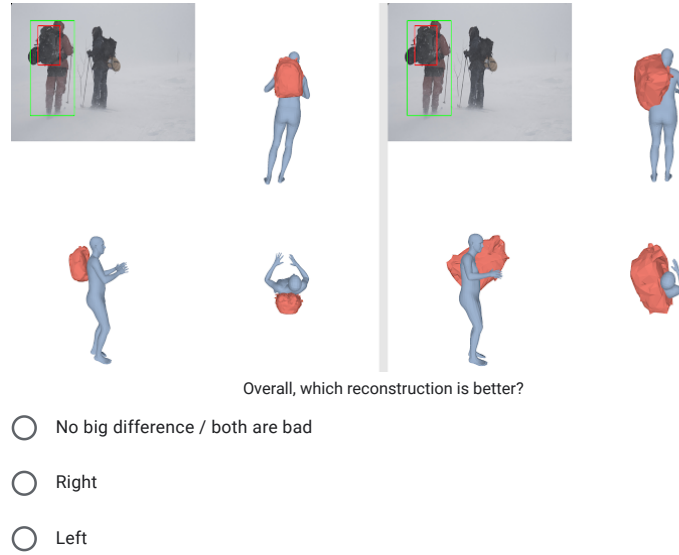 Overall, which reconstruction is better?
No big difference / both are bad
Right
Left